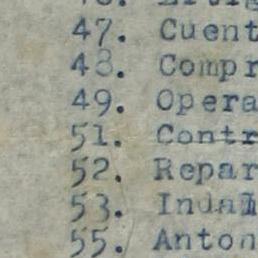 47. Cuent
48. Compr
49. Opera
51. Contr
52. Repar
53. Indal
55. Anton